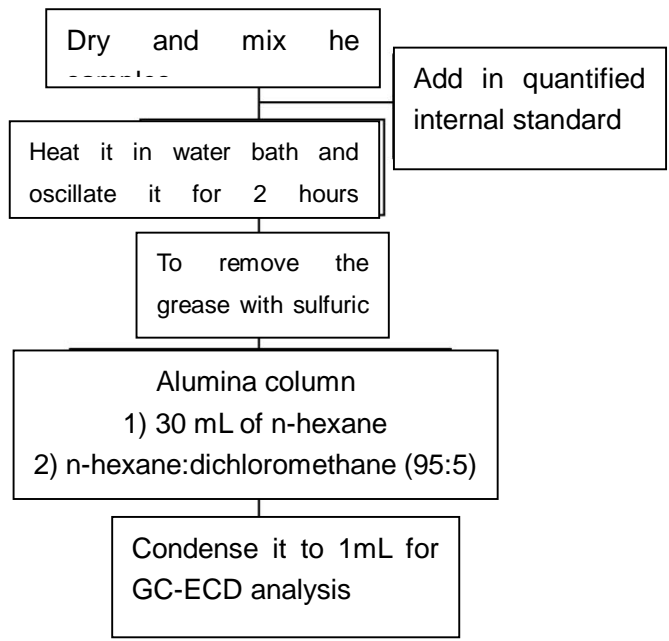 Dry and mix he
Add in quantified
internal standard
Heat it in water bath and
oscillate it for 2 hours
To remove the
grease with sulfuric
Alumina column
1) 30 mL of n-hexane
2) n-hexane:dichloromethane (95:5)
Condense it to 1mL for
GC-ECD analysis